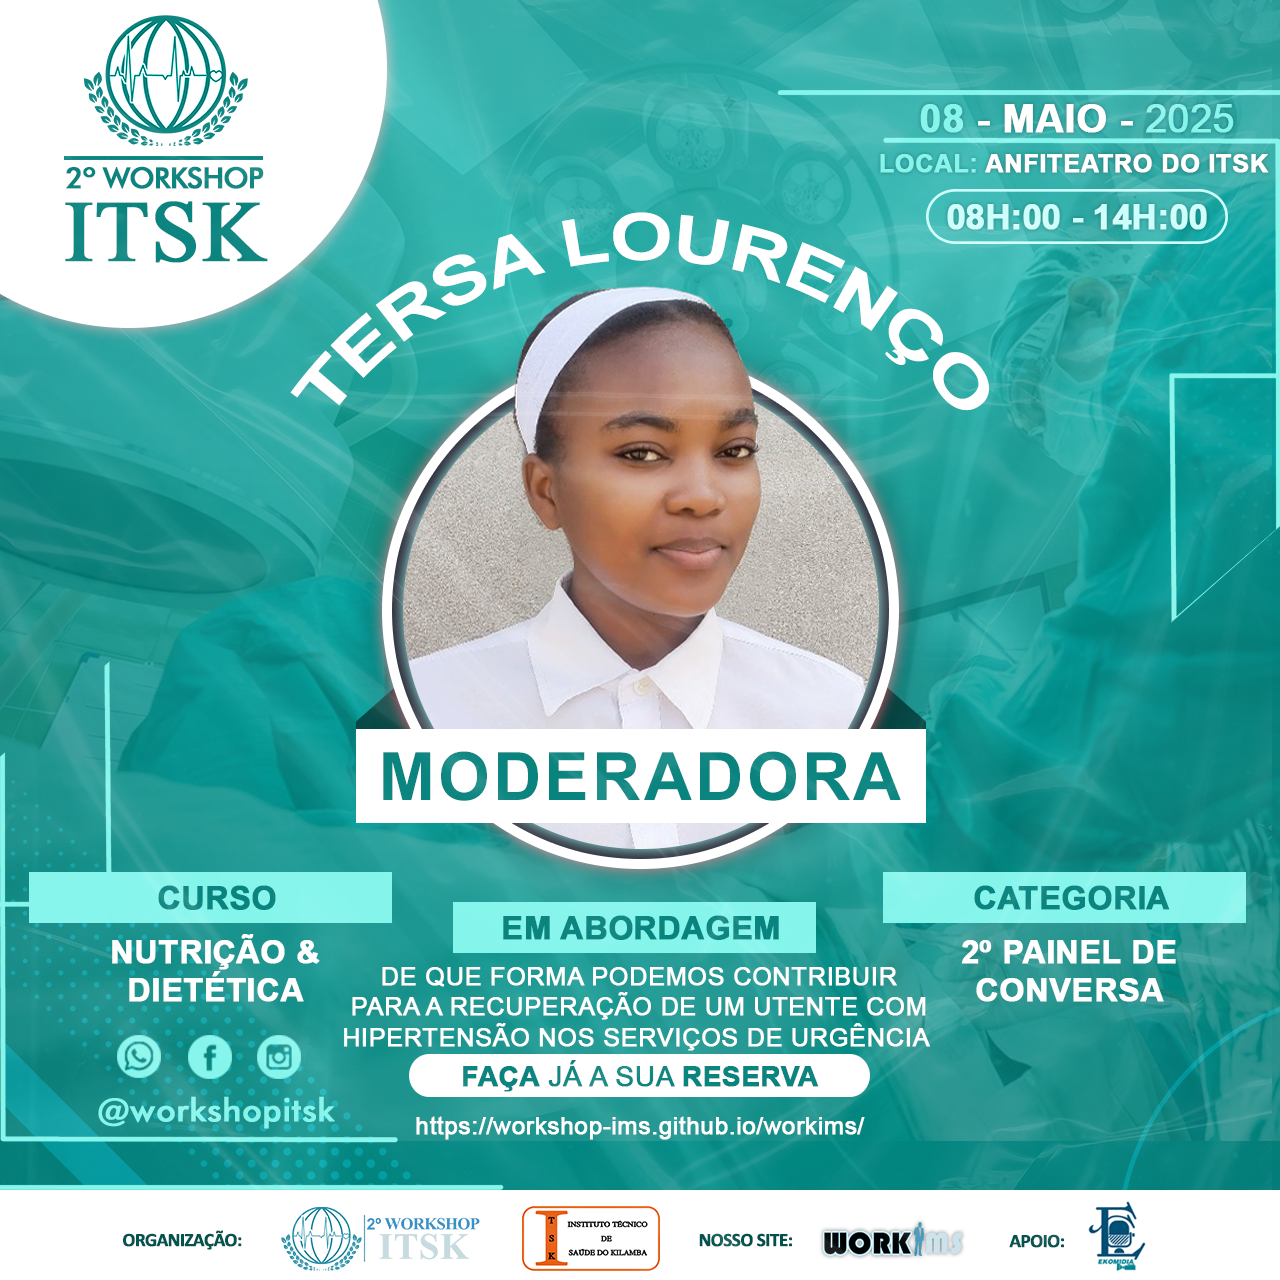 2º WORKSHOP
ITSK
08 - MAIO - 2025
LOCAL: ANFITEATRO DO ITSK
08H:00 - 14H:00
TERSA LOURENÇO
MODERADORA
CURSO
NUTRIÇÃO &
DIETÉTICA
@workshopitsk
EM ABORDAGEM
DE QUE FORMA PODEMOS CONTRIBUIR
PARA A RECUPERAÇÃO DE UM UTENTE COM
HIPERTENSÃO NOS SERVIÇOS DE URGÊNCIA
FAÇA JÁ A SUA RESERVA
https://workshop-ims.github.io/workims/
CATEGORIA
2º PAINEL DE
CONVERSA
ORGANIZAÇÃO:
2º WORKSHOP
ITSK
ITSK
INSTITUTO TÉCNICO
DE
SAÚDE DO KILAMBA
NOSSO SITE:
WORKIMS
APOIO:
EKOMIDIA